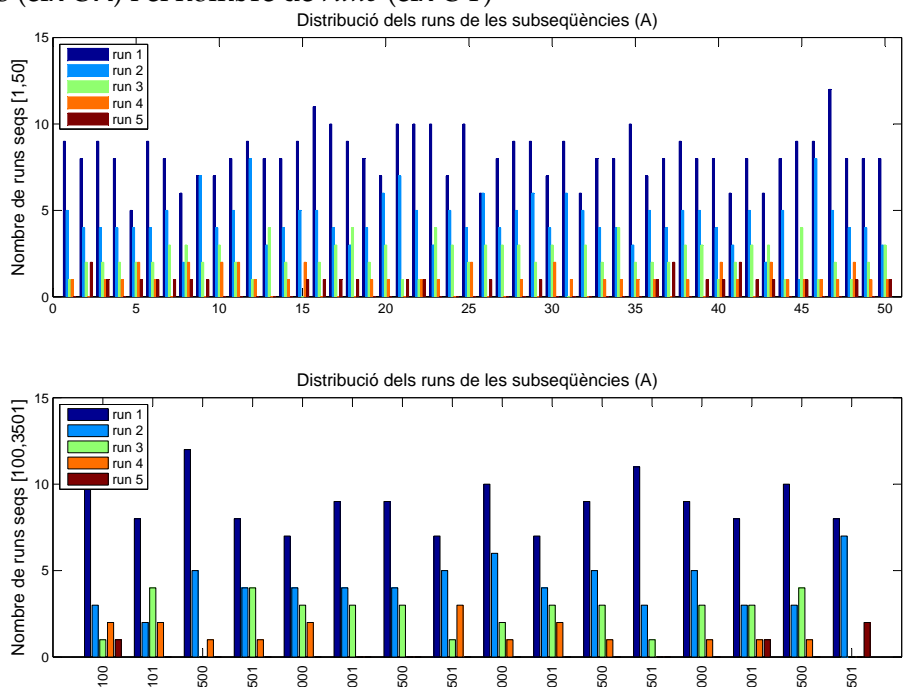 Distribució dels runs de les subseqüències (A)
Nombre de runs seqs [1,50]
15
10
5
0
run 1
run 2
run 3
run 4
run 5
0 5 10 15 20 25 30 35 40 45 50
Distribució dels runs de les subseqüències (A)
Nombre de runs seqs [100,3501]
15
10
5
0
run 1
run 2
run 3
run 4
run 5
100 101 500 501 000 001 500 501 000 001 500 501 000 001 500 501